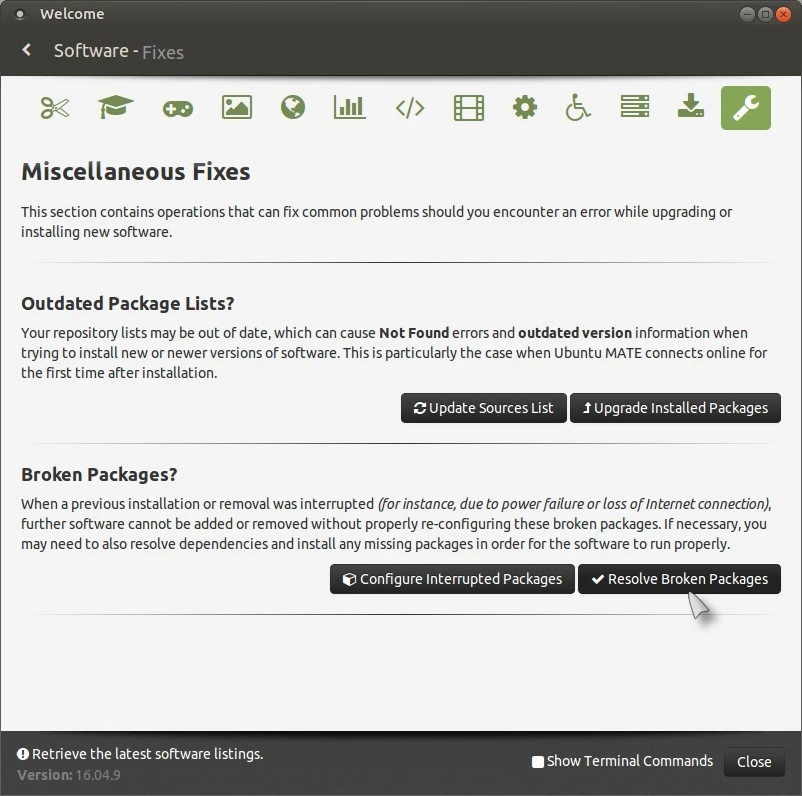 Welcome
Software - Fixes
Miscellaneous Fixes
This section contains operations that can fix common problems should you encounter an error while upgrading or
installing new software.
Outdated Package Lists?
Your repository lists may be out of date, which can cause Not Found errors and outdated version information when
trying to install new or newer versions of software. This is particularly the case when Ubuntu MATE connects online for
the first time after installation.
Update Sources List
Upgrade Installed Packages
Broken Packages?
When a previous installation or removal was interrupted (for instance, due to power failure or loss of Internet connection),
further software cannot be added or removed without properly re-configuring these broken packages. If necessary, you
may need to also resolve dependencies and install any missing packages in order for the software to run properly.
Configure Interrupted Packages
Resolve Broken Packages
Retrieve the latest software listings.
Version: 16.04.9
Show Terminal Commands
Close